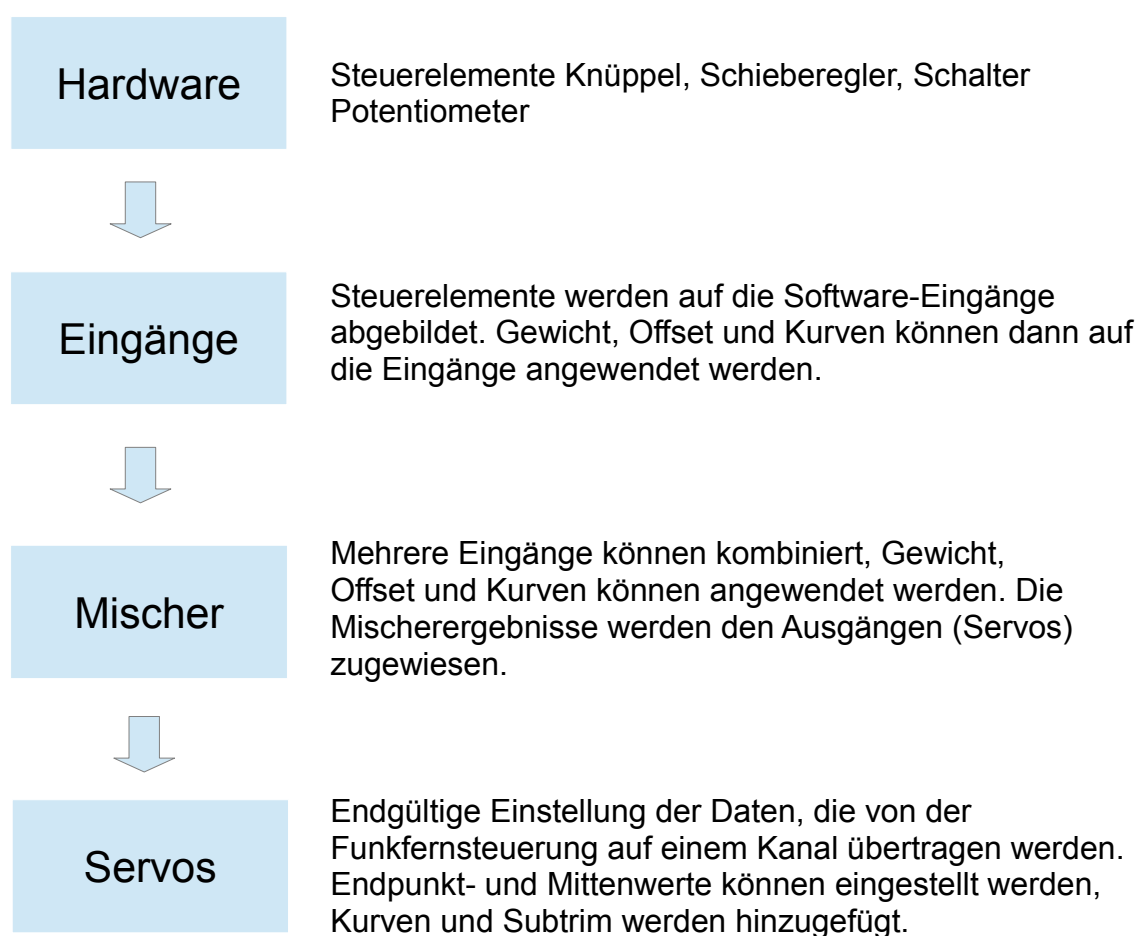 Hardware
Steuerelemente Knüppel, Schieberegler, Schalter
Potentiometer
Eingänge
Steuerelemente werden auf die Software-Eingänge
abgebildet. Gewicht, Offset und Kurven können dann auf
die Eingänge angewendet werden.
Mischer
Mehrere Eingänge können kombiniert, Gewicht,
Offset und Kurven können angewendet werden. Die
Mischerergebnisse werden den Ausgängen (Servos)
zugewiesen.
Servos
Endgültige Einstellung der Daten, die von der
Funkfernsteuerung auf einem Kanal übertragen werden.
Endpunkt- und Mittenwerte können eingestellt werden,
Kurven und Subtrim werden hinzugefügt.